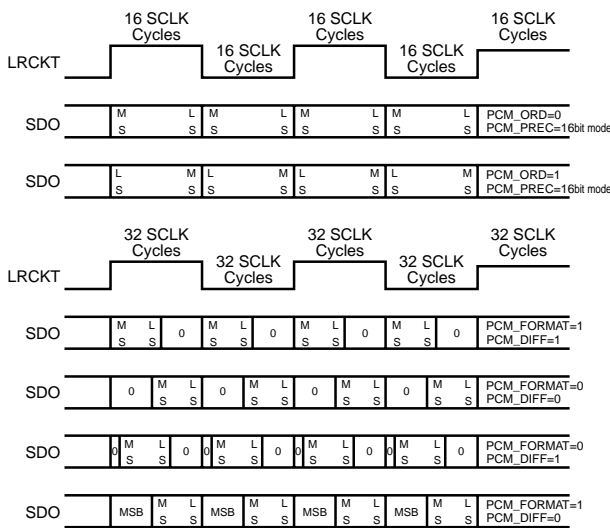 16 SCLK Cycles 16 SCLK Cycles 16 SCLK Cycles
16 SCLK Cycles 16 SCLK Cycles
LRCKT
SDO M S L S M S L S M S L S M S L S PCM_ORD=0
PCM_PREC=16bit mode
SDO L S M S L S M S L S M S L S M S PCM_ORD=1
PCM_PREC=16bit mode
32 SCLK Cycles 32 SCLK Cycles 32 SCLK Cycles
32 SCLK Cycles 32 SCLK Cycles
LRCKT
SDO M S L S 0 M S L S 0 M S L S 0 M S L S 0 PCM_FORMAT=1
PCM_DIFF=1
SDO 0 M S L S 0 M S L S 0 M S L S 0 M S L S PCM_FORMAT=0
PCM_DIFF=0
SDO 0 M S L S 0 0 M S L S 0 0 M S L S 0 0 M S L S 0 PCM_FORMAT=0
PCM_DIFF=1
SDO MSB M S L S MSB M S L S MSB M S L S MSB M S L S PCM_FORMAT=1
PCM_DIFF=0